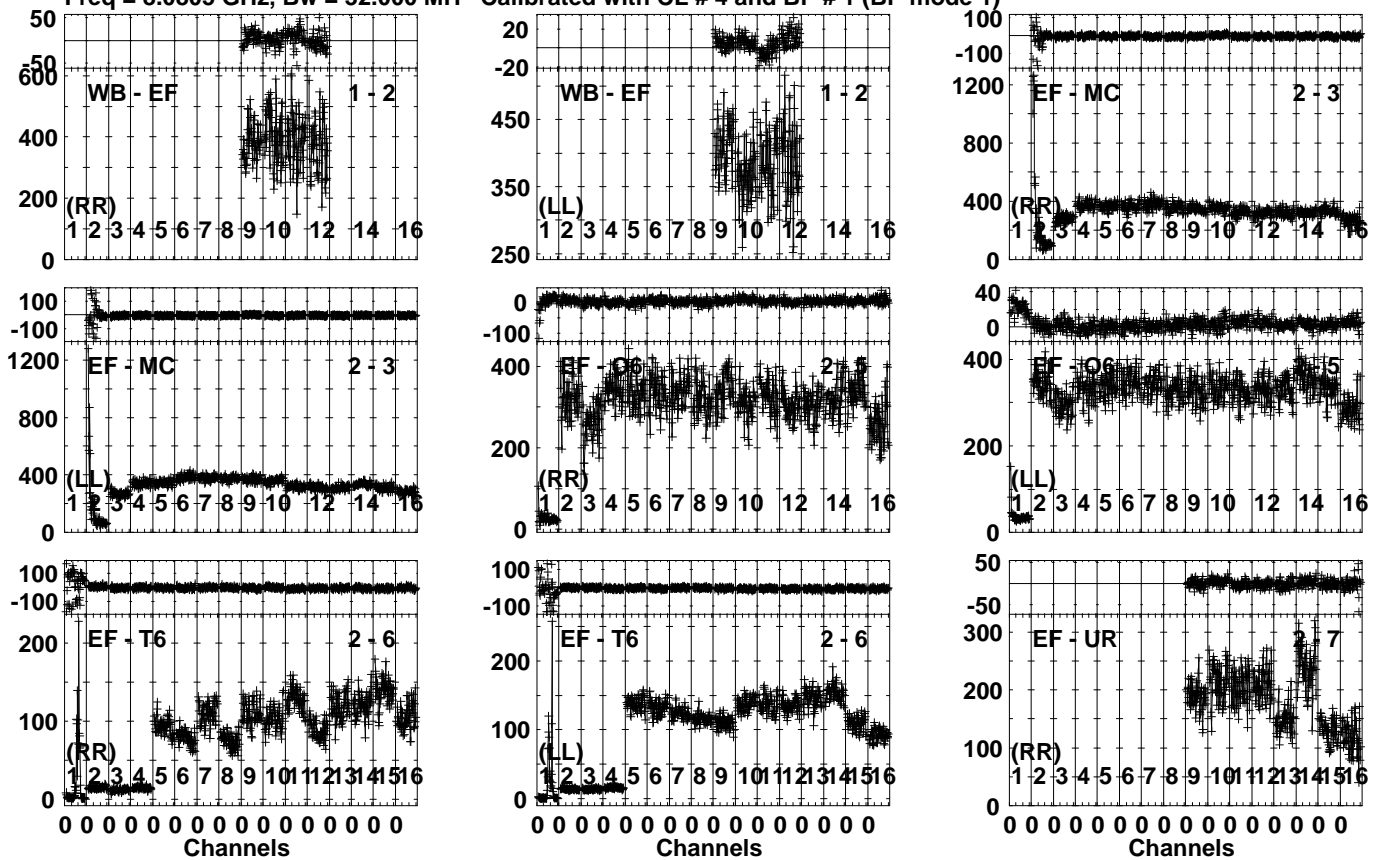 Calibrated with CL # 4 and BP # 1 (BP mode 1)
50
-50
600
400
200
0
WB - EF 1 - 2
(RR)
1 2 3 4 5 6 7 8 9 10 12 14 16
20
-20
450
350
250
WB - EF 1 - 2
(LL)
1 2 3 4 5 6 7 8 9 10 12 14 16
100
-100
1200
800
400
0
EF - MC 2 - 3
(RR)
1 2 3 4 5 6 7 8 9 10 12 14 16
100
-100
1200
800
400
0
EF - MC 2 - 3
(LL)
1 2 3 4 5 6 7 8 9 10 12 14 16
0
-100
400
200
0
EF - O6 2 - 5
(RR)
1 2 3 4 5 6 7 8 9 10 12 14 16
40
0
400
200
0
EF - O6 2 - 5
(LL)
1 2 3 4 5 6 7 8 9 10 12 14 16
100
-100
200
100
0
EF - T6 2 - 6
(RR)
1 2 3 4 5 6 7 8 9 10 11 12 13 14 15 16
0 0 0 0 0 0 0 0 0 0 0 0 0 0 0 0
Channels
100
-100
200
100
0
EF - T6 2 - 6
(LL)
1 2 3 4 5 6 7 8 9 10 11 12 13 14 15 16
0 0 0 0 0 0 0 0 0 0 0 0 0 0 0 0
Channels
50
-50
300
200
100
0
EF - UR 2 - 7
(RR)
1 2 3 4 5 6 7 8 9 10 11 12 13 14 15 16
0 0 0 0 0 0 0 0 0 0 0 0 0 0 0 0
Channels